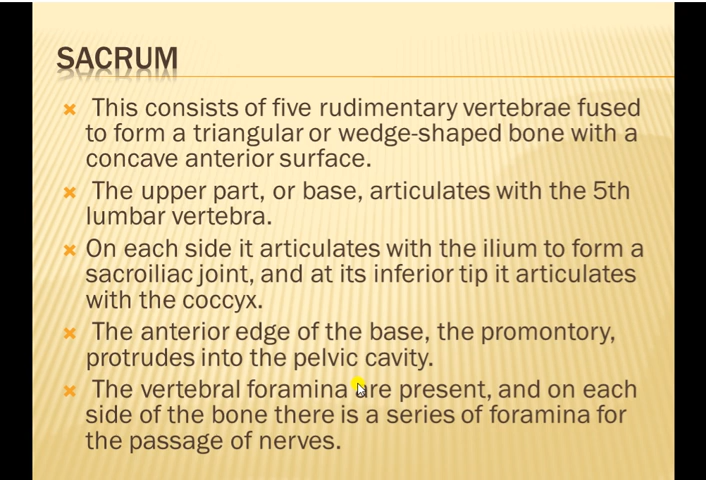 SACRUM
This consists of five rudimentary vertebrae fused
to form a triangular or wedge-shaped bone with a
concave anterior surface.
The upper part, or base, articulates with the 5th
lumbar vertebra.
On each side it articulates with the ilium to form a
sacroiliac joint, and at its inferior tip it articulates
with the coccyx.
The anterior edge of the base, the promontory,
protrudes into the pelvic cavity.
The vertebral foramina are present, and on each
side of the bone there is a series of foramina for
the passage of nerves.